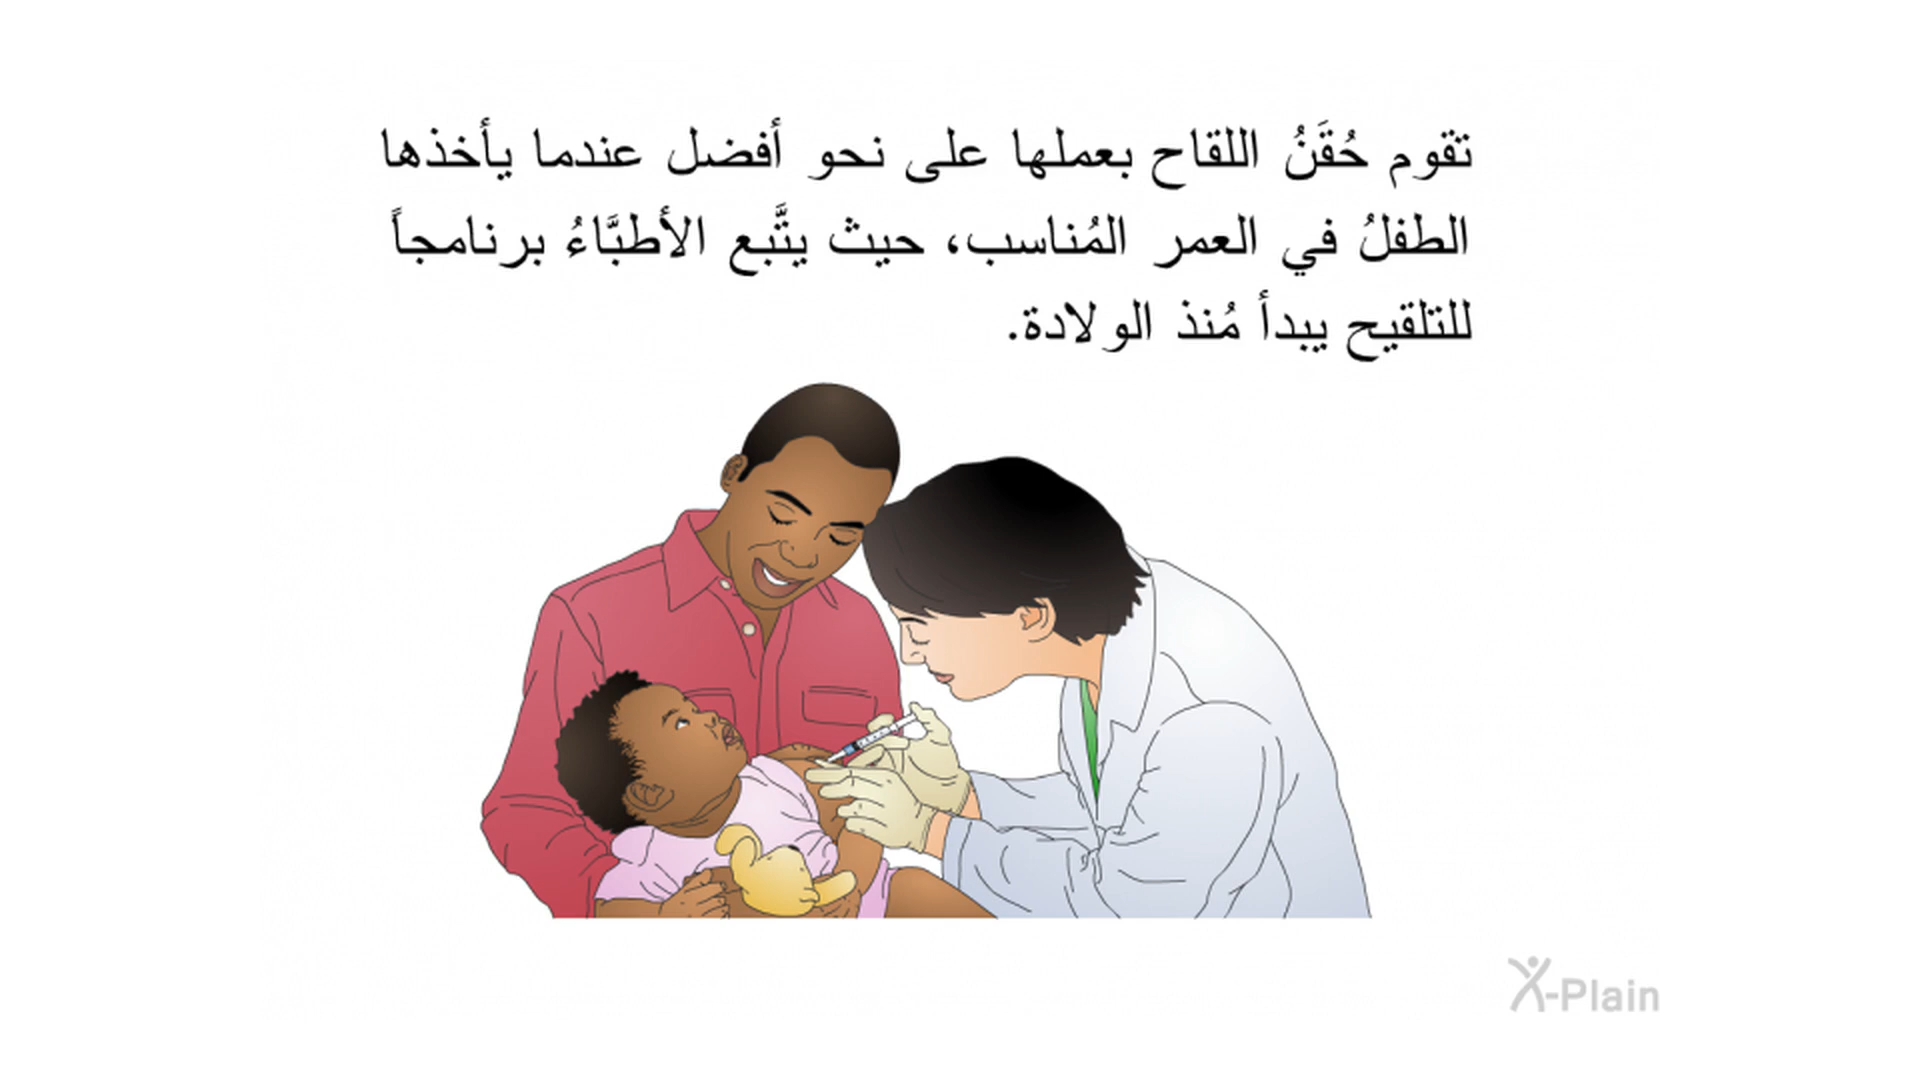 تقوم حُقَنُ اللقاح بعملها على نحو أفضل عندما يأخذها
الطفلُ في العمر المُناسب، حيث يتَّبع الأطبَّاءُ برنامجاً
للتلقيح يبدأ مُنذ الولادة.
X-Plain